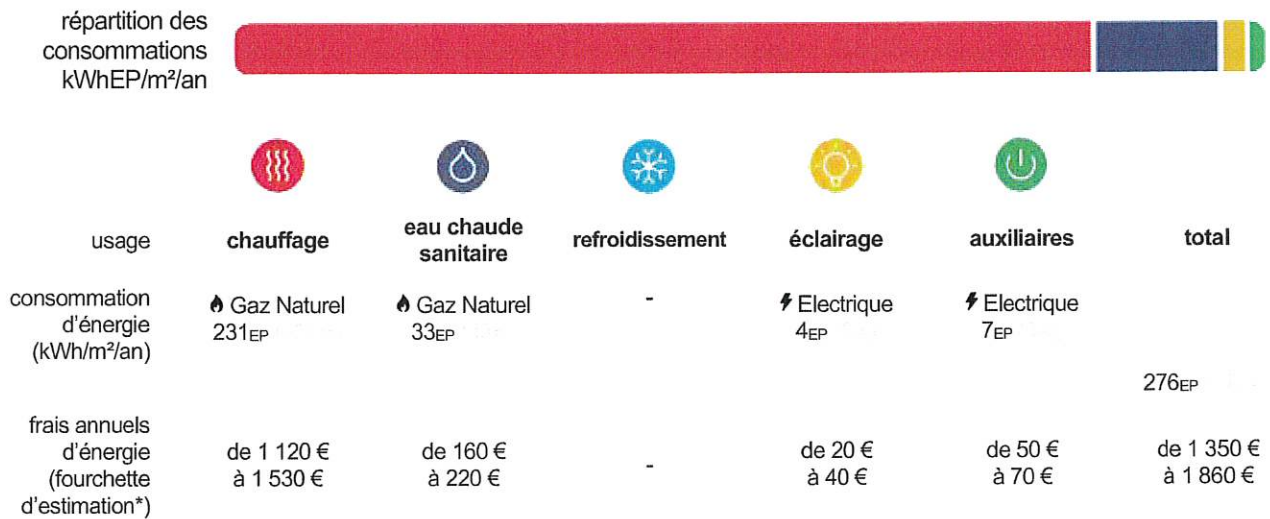 répartition des
consommations
kWhEP/m²/an
usage chauffage eau chaude sanitaire refroidissement éclairage auxiliaires total
consommation d'énergie (kWh/m²/an)
Gaz Naturel 231EP
Gaz Naturel 33EP
-
Electrique 4EP
Electrique 7EP
276EP
frais annuels d'énergie (fourchette d'estimation*)
de 1 120 € à 1 530 €
de 160 € à 220 €
-
de 20 € à 40 €
de 50 € à 70 €
de 1 350 € à 1 860 €